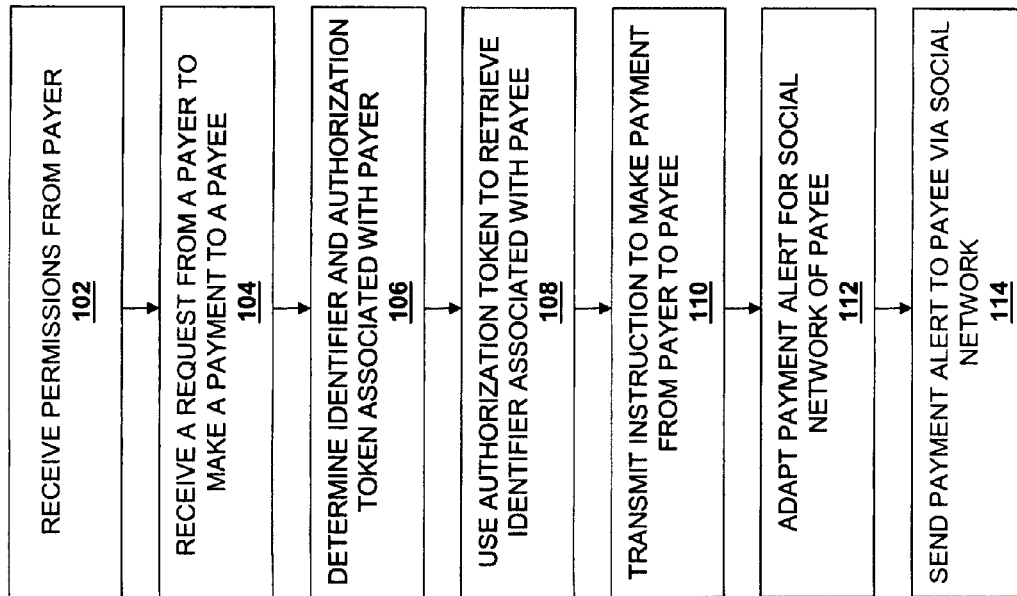 RECEIVE PERMISSIONS FROM PAYER
102
RECEIVE A REQUEST FROM A PAYER TO
MAKE A PAYMENT TO A PAYEE
104
DETERMINE IDENTIFIER AND AUTHORIZATION
TOKEN ASSOCIATED WITH PAYER
106
USE AUTHORIZATION TOKEN TO RETRIEVE
IDENTIFIER ASSOCIATED WITH PAYEE
108
TRANSMIT INSTRUCTION TO MAKE PAYMENT
FROM PAYER TO PAYEE
110
ADAPT PAYMENT ALERT FOR SOCIAL
NETWORK OF PAYEE
112
SEND PAYMENT ALERT TO PAYEE VIA SOCIAL
NETWORK
114